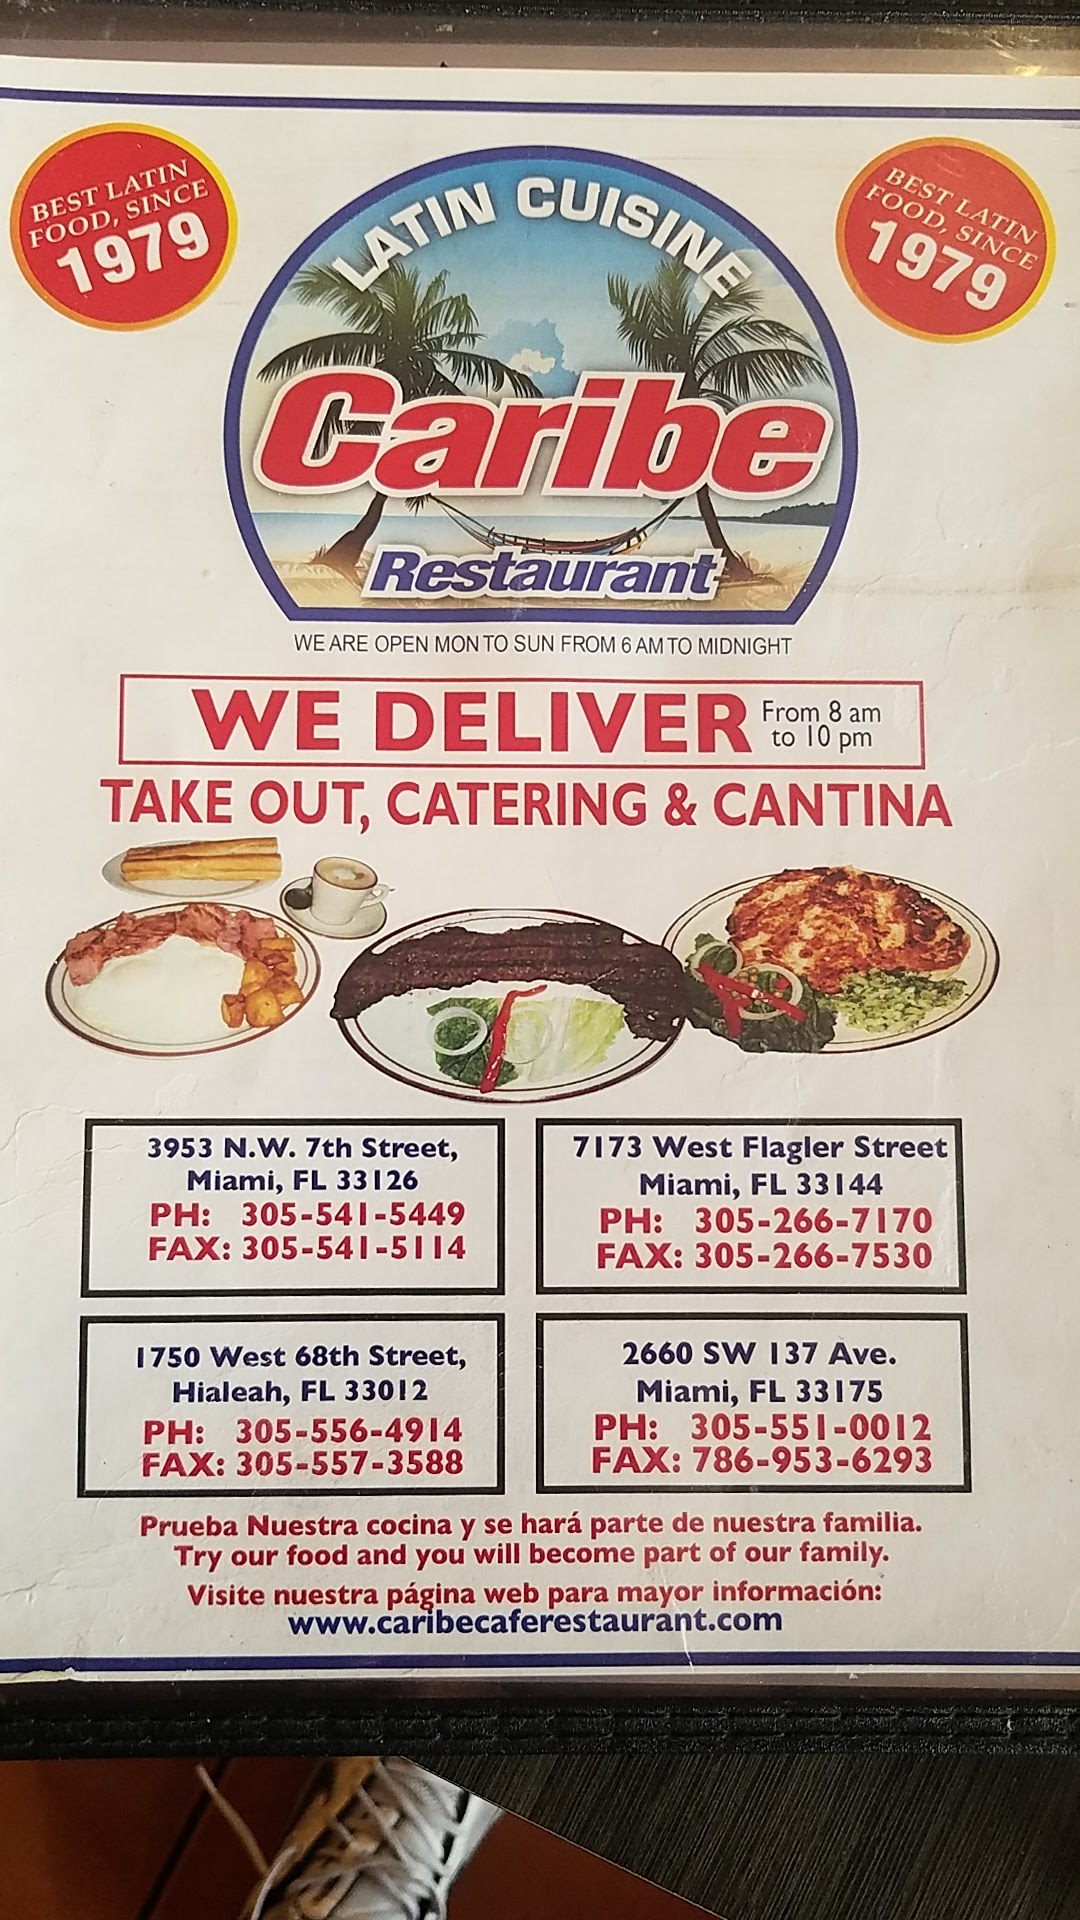 BEST LATIN
FOOD, SINCE
1979
BEST LATIN
FOOD, SINCE
1979
LATIN CUISINE
Caribe
Restaurant
WE ARE OPEN MON TO SUN FROM 6 AM TO MIDNIGHT
WE DELIVER
From 8 am
to 10 pm
TAKE OUT, CATERING & CANTINA
3953 N.W. 7th Street,
Miami, FL 33126
PH: 305-541-5449
FAX: 305-541-5114
7173 West Flagler Street
Miami, FL 33144
PH: 305-266-7170
FAX: 305-266-7530
1750 West 68th Street,
Hialeah, FL 33012
PH: 305-556-4914
FAX: 305-557-3588
2660 SW 137 Ave.
Miami, FL 33175
PH: 305-551-0012
FAX: 786-953-6293
Prueba Nuestra cocina y se hará parte de nuestra familia.
Try our food and you will become part of our family.
Visite nuestra página web para mayor información:
www.caribecaferestaurant.com